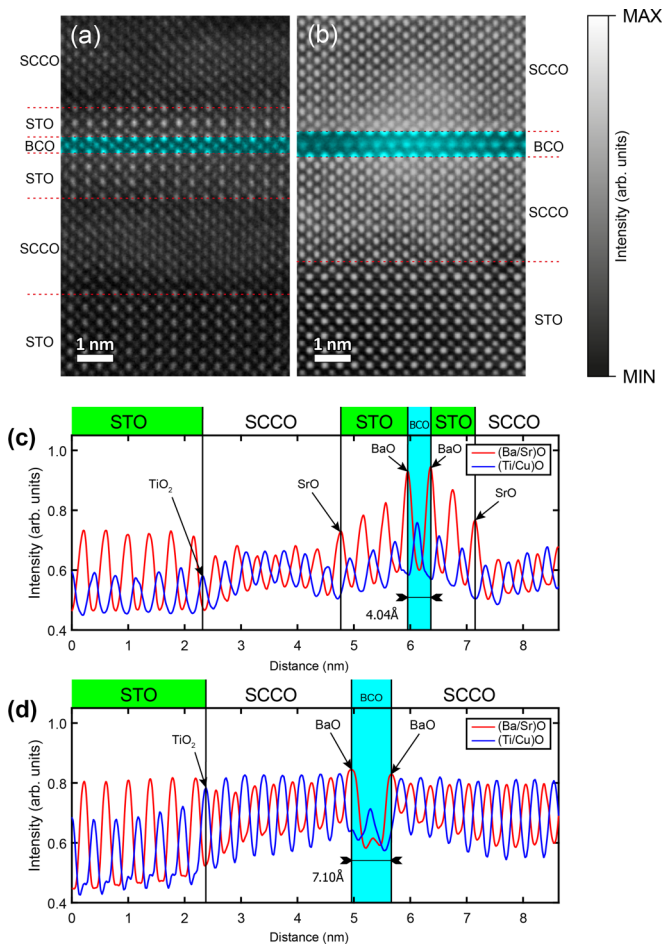 (a)
(b)
MAX
SCCO
STO
BCO
STO
SCCO
STO
SCCO
BCO
SCCO
STO
1 nm
1 nm
Intensity (arb. units)
MIN
(c)
STO
SCCO
STO
BCO
STO
SCCO
1.0
0.8
0.6
0.4
Intensity (arb. units)
TiO2
SrO
BaO
BaO
SrO
(Ba/Sr)O
(Ti/Cu)O
4.04Å
0
1
2
3
4
5
6
7
8
Distance (nm)
(d)
STO
SCCO
BCO
SCCO
1.0
0.8
0.6
0.4
Intensity (arb. units)
TiO2
BaO
BaO
(Ba/Sr)O
(Ti/Cu)O
7.10Å
0
1
2
3
4
5
6
7
8
Distance (nm)